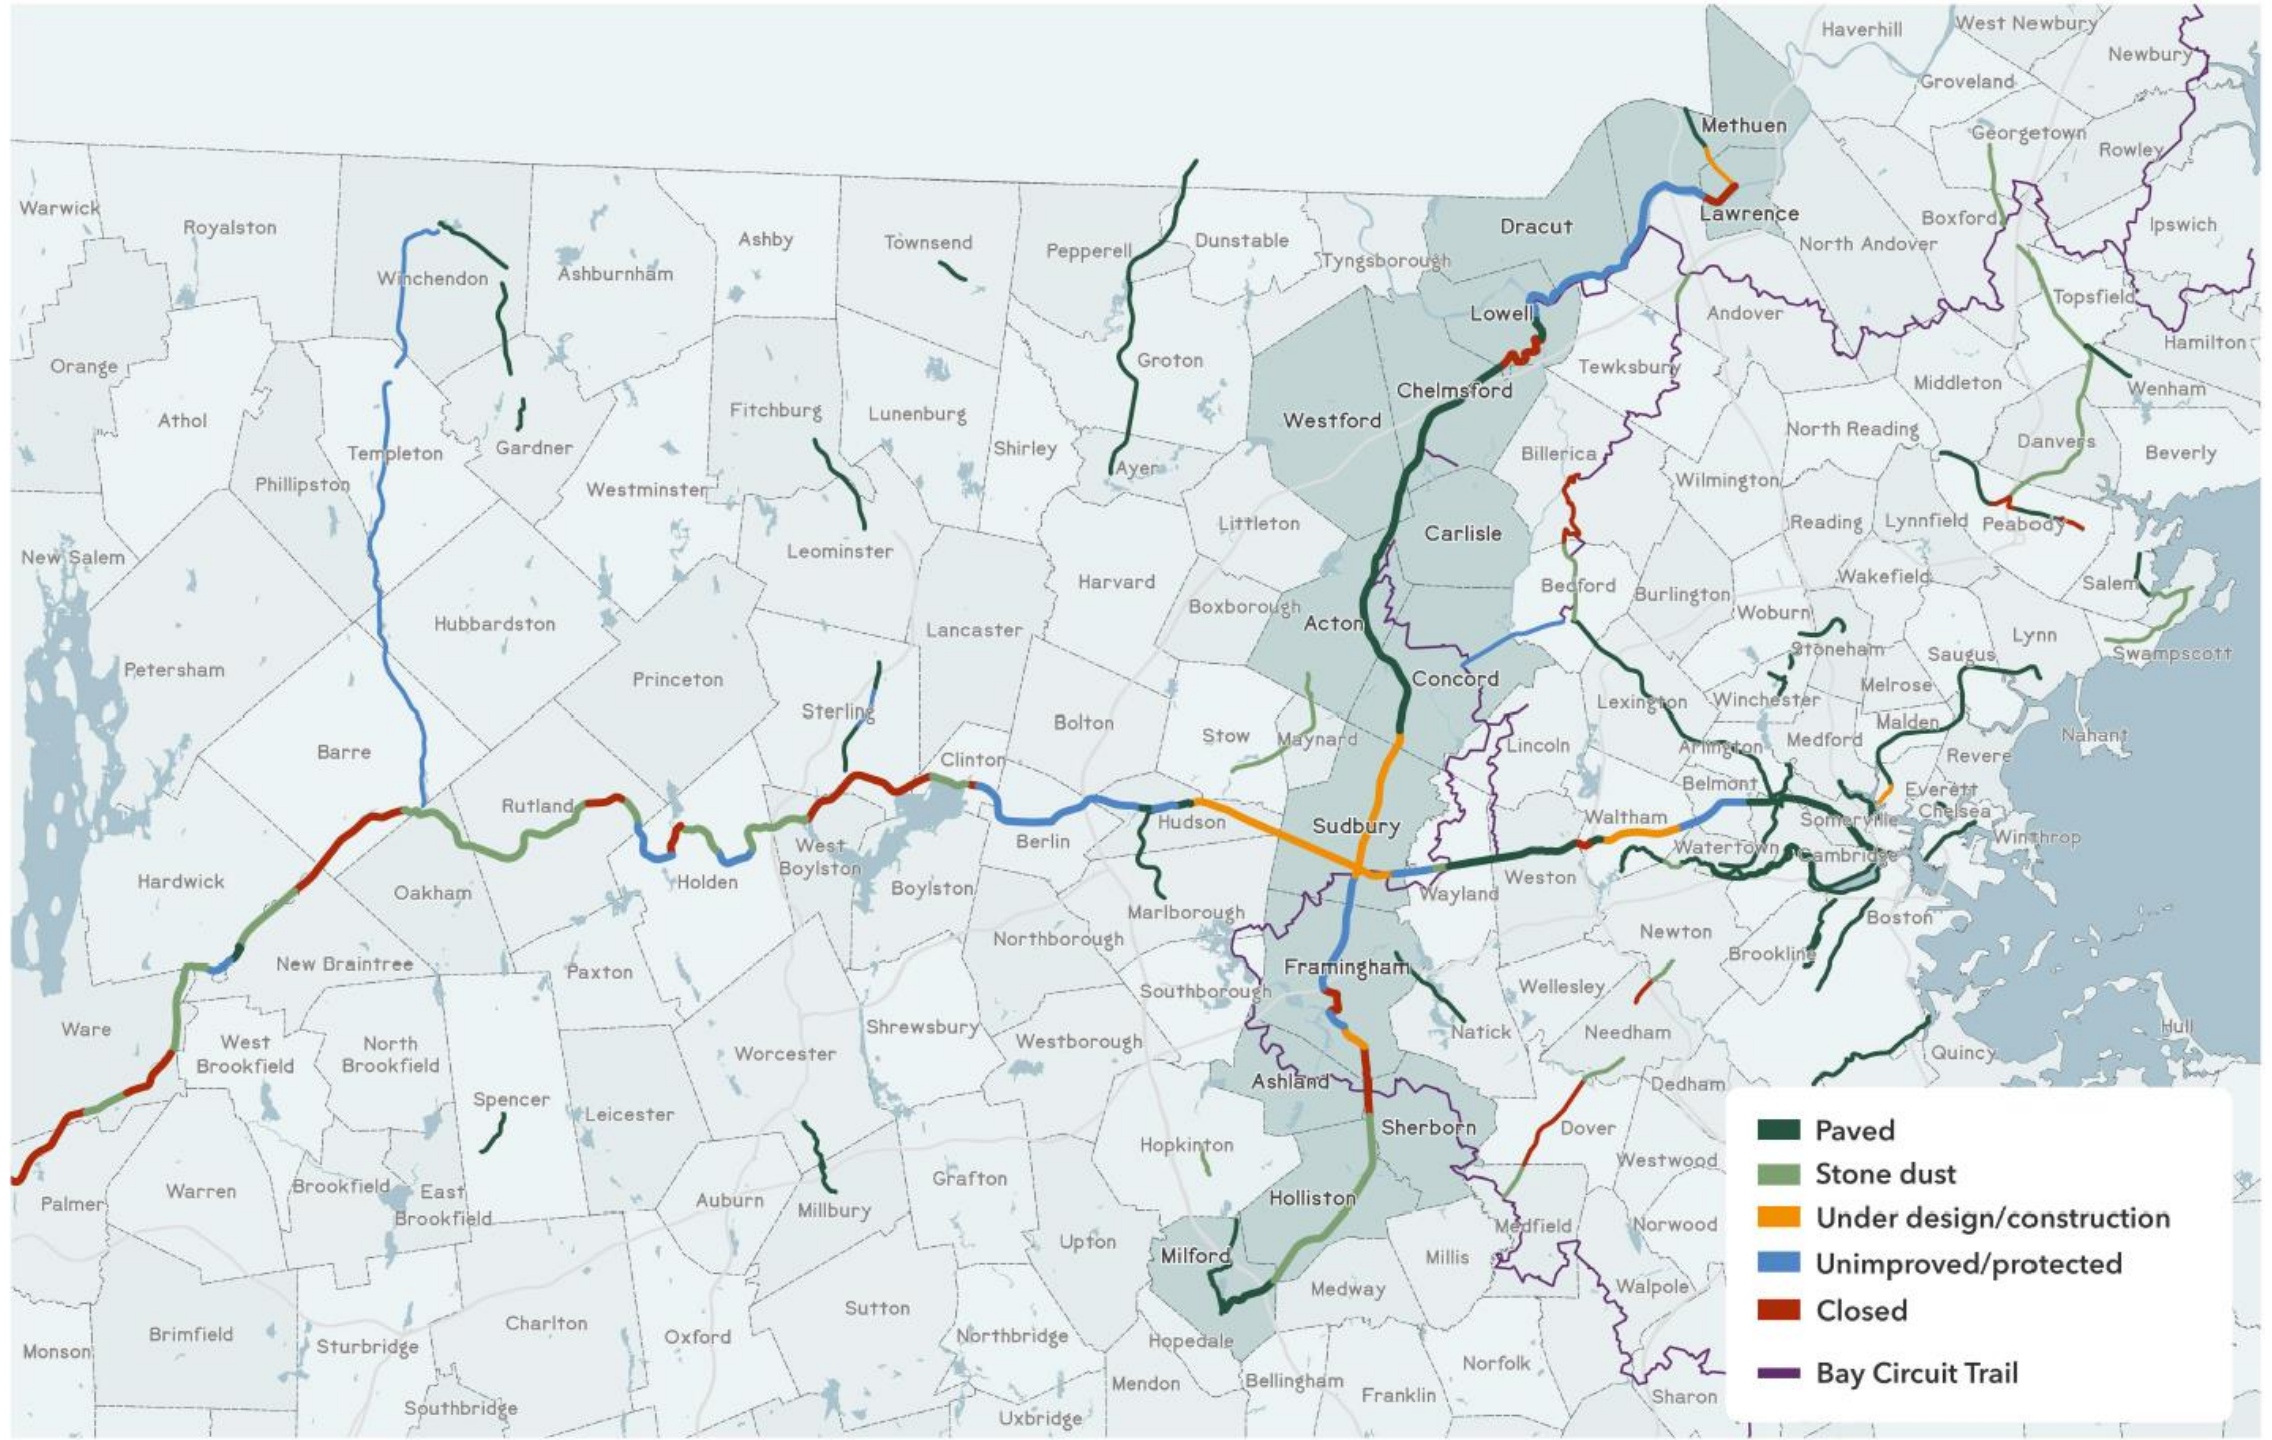 Haverhill
West Newbury
Newbury
Groveland
Georgetown
Methuen
Rowley
Warwick
Royalston
Winchendon
Ashburnham
Ashby
Townsend
Pepperell
Dunstable
Tyngsborough
Dracut
Lawrence
North Andover
Boxford
Ipswich
Orange
Athol
Phillipston
Templeton
Gardner
Westminster
Fitchburg
Lunenburg
Shirley
Groton
Ayer
Lowell
Chelmsford
Westford
Tewksbury
Andover
Topsfield
Hamilton
Middleton
Wenham
North Reading
Danvers
Beverly
Billerica
Wilmington
Reading
Lynnfield
Peabody
New Salem
Leominster
Littleton
Carlisle
Harvard
Boxborough
Bedford
Burlington
Wakefield
Salem
Woburn
Petersham
Hubbardston
Princeton
Lancaster
Acton
Concord
Stoneham
Saugus
Lynn
Swampscott
Lexington
Winchester
Melrose
Barre
Sterling
Clinton
Bolton
Stow
Maynard
Lincoln
Arlington
Medford
Malden
Revere
Nahant
Rutland
Belmont
Everett
Chelsea
Winthrop
Waltham
Somerville
Hudson
Sudbury
Berlin
Watertown
Cambridge
Hardwick
Oakham
Holden
West
Boylston
Boylston
Marlborough
Wayland
Weston
Boston
New Braintree
Paxton
Northborough
Southborough
Framingham
Newton
Brookline
Wellesley
Ware
West
Brookfield
North
Brookfield
Worcester
Shrewsbury
Westborough
Natick
Needham
Hull
Quincy
Spencer
Leicester
Ashland
Dedham
Sherborn
Dover
Hopkinton
Westwood
Palmer
Warren
Brookfield
East
Brookfield
Auburn
Millbury
Grafton
Upton
Holliston
Milford
Medfield
Norwood
Millis
Medway
Walpole
Monson
Brimfield
Sturbridge
Charlton
Oxford
Sutton
Northbridge
Hopedale
Norfolk
Southbridge
Uxbridge
Mendon
Bellingham
Franklin
Sharon
Paved
Stone dust
Under design/construction
Unimproved/protected
Closed
Bay Circuit Trail